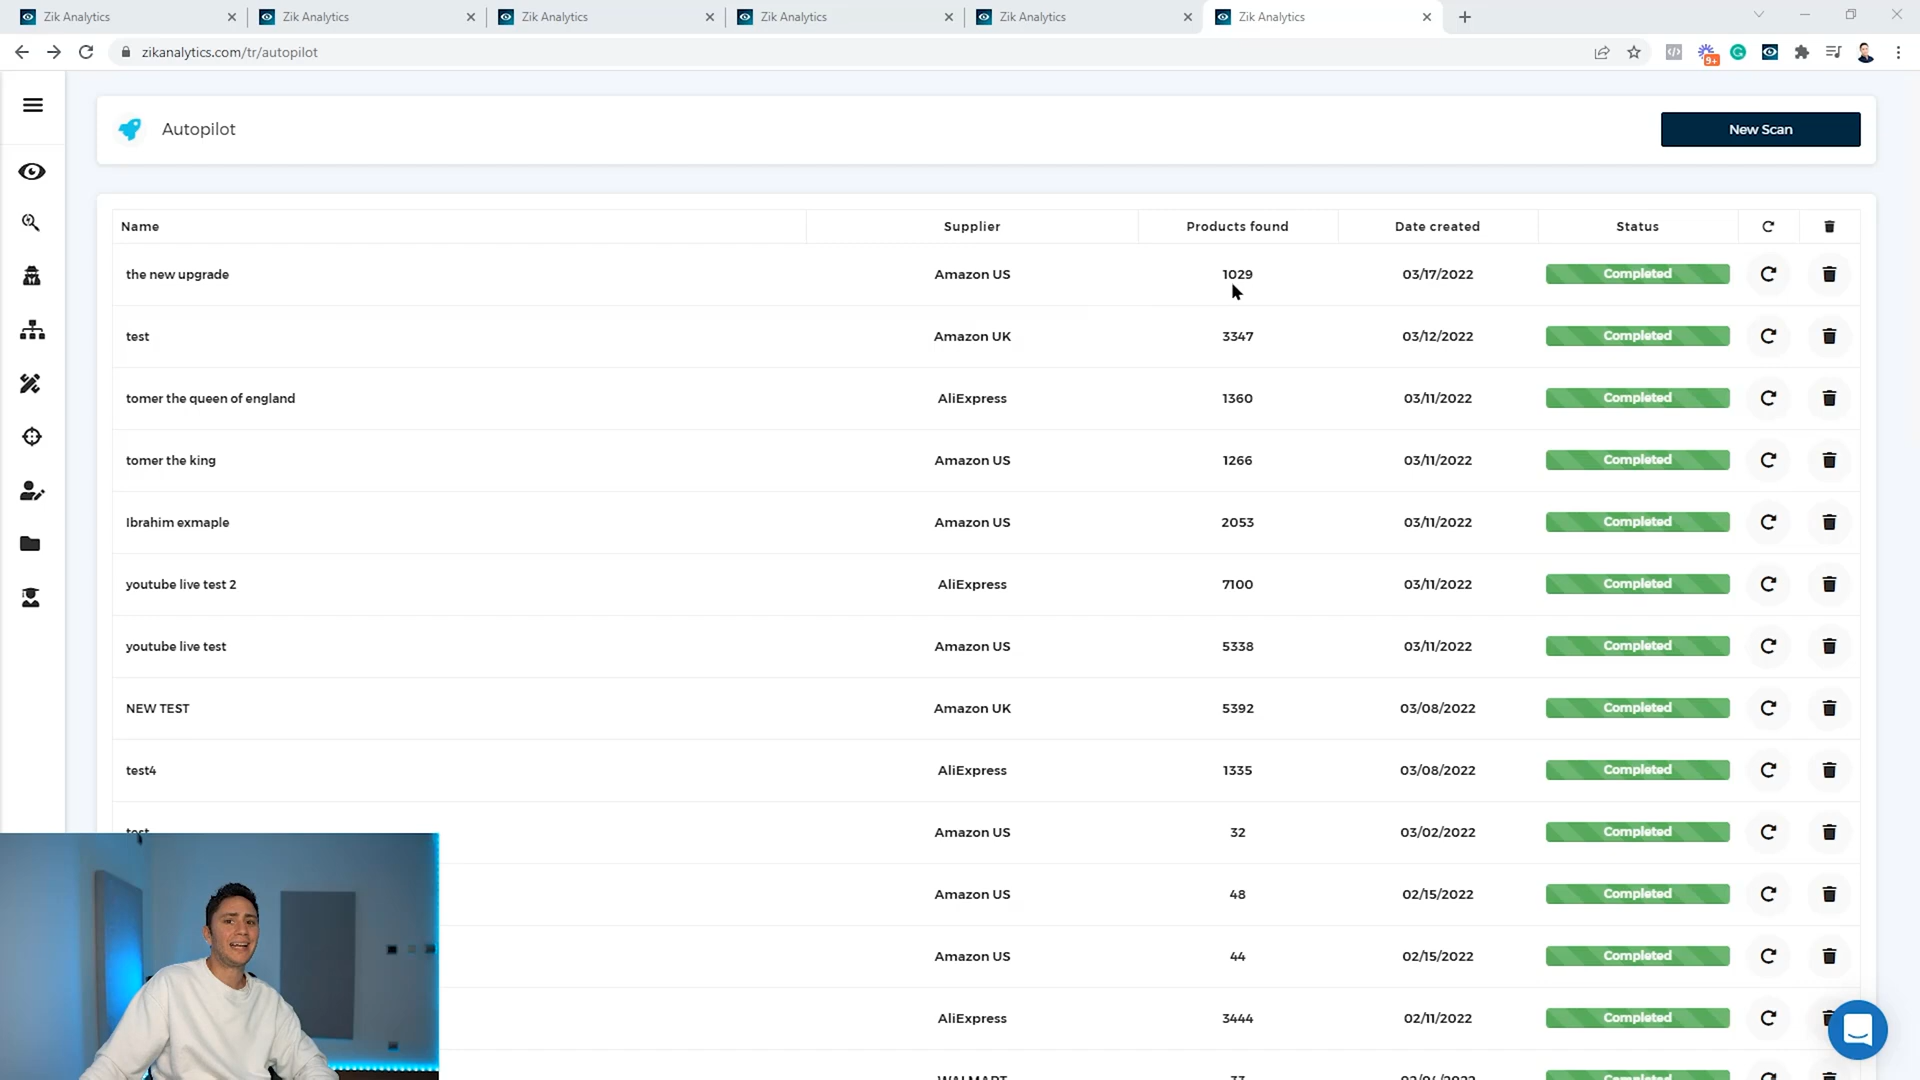 Zik Analytics Zik Analytics Zik Analytics Zik Analytics Zik Analytics Zik Analytics
zikanalytics.com/tr/autopilot 9+
Autopilot New Scan
Name Supplier Products found Date created Status
the new upgrade Amazon US 1029 03/17/2022 Completed
test Amazon UK 3347 03/12/2022 Completed
tomer the queen of england AliExpress 1360 03/11/2022 Completed
tomer the king Amazon US 1266 03/11/2022 Completed
Ibrahim exmaple Amazon US 2053 03/11/2022 Completed
youtube live test 2 AliExpress 7100 03/11/2022 Completed
youtube live test Amazon US 5338 03/11/2022 Completed
NEW TEST Amazon UK 5392 03/08/2022 Completed
test4 AliExpress 1335 03/08/2022 Completed
test Amazon US 32 03/02/2022 Completed
Amazon US 48 02/15/2022 Completed
Amazon US 44 02/15/2022 Completed
AliExpress 3444 02/11/2022 Completed
WALMART Completed